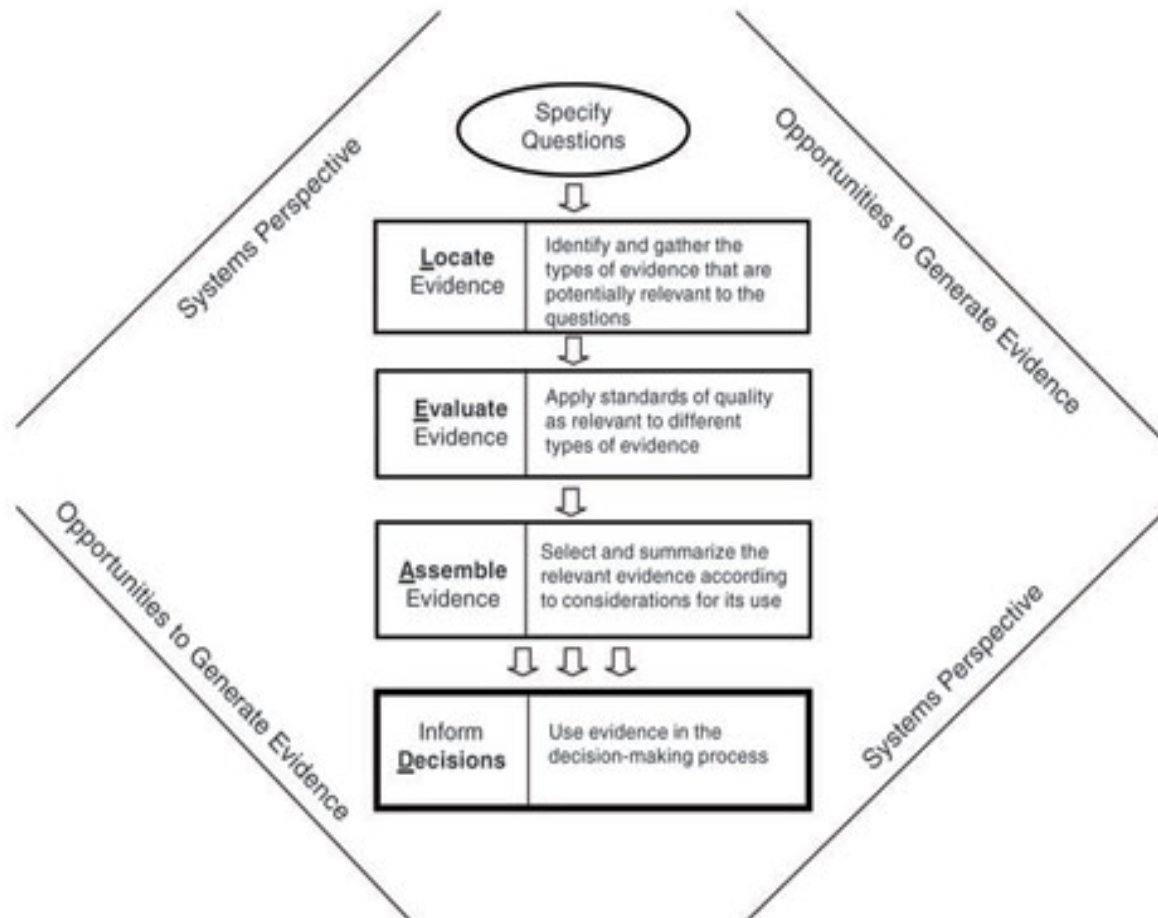 Specify
Questions
Systems Perspective
Opportunities to Generate Evidence
Locate
Evidence
Identify and gather the
types of evidence that are
potentially relevant to the
questions
Evaluate
Evidence
Apply standards of quality
as relevant to different
types of evidence
Assemble
Evidence
Select and summarize the
relevant evidence according
to considerations for its use
Inform
Decisions
Use evidence in the
decision-making process
Opportunities to Generate Evidence
Systems Perspective